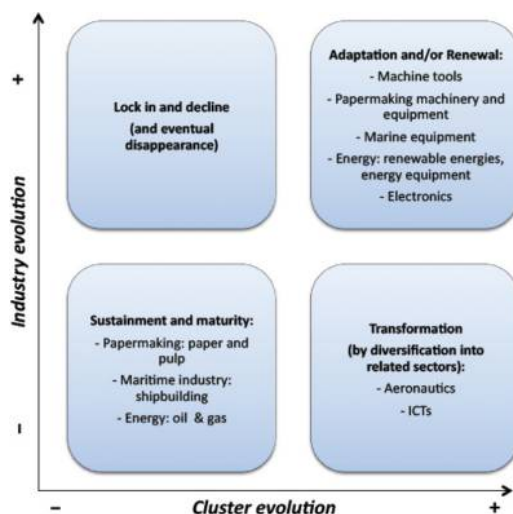 +
Industry evolution
–
Lock in and decline
(and eventual
disappearance)
Adaptation and/or Renewal:
- Machine tools
- Papermaking machinery and
equipment
- Marine equipment
- Energy: renewable energies,
energy equipment
- Electronics
Sustainment and maturity:
- Papermaking: paper and
pulp
- Maritime industry:
shipbuilding
- Energy: oil & gas
Transformation
(by diversification into
related sectors):
- Aeronautics
- ICTs
–
Cluster evolution
+